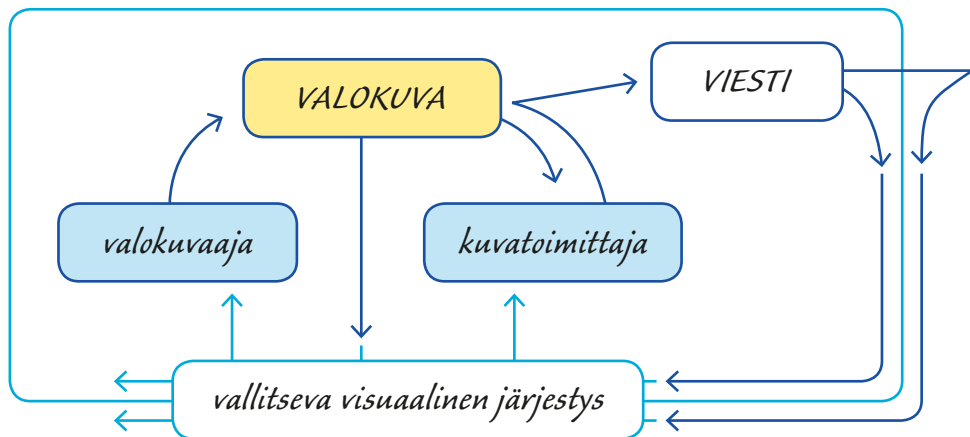 VALOKUVA
VIESTI
valokuvaaja
kuvatoimittaja
vallitseva visuaalinen järjestys